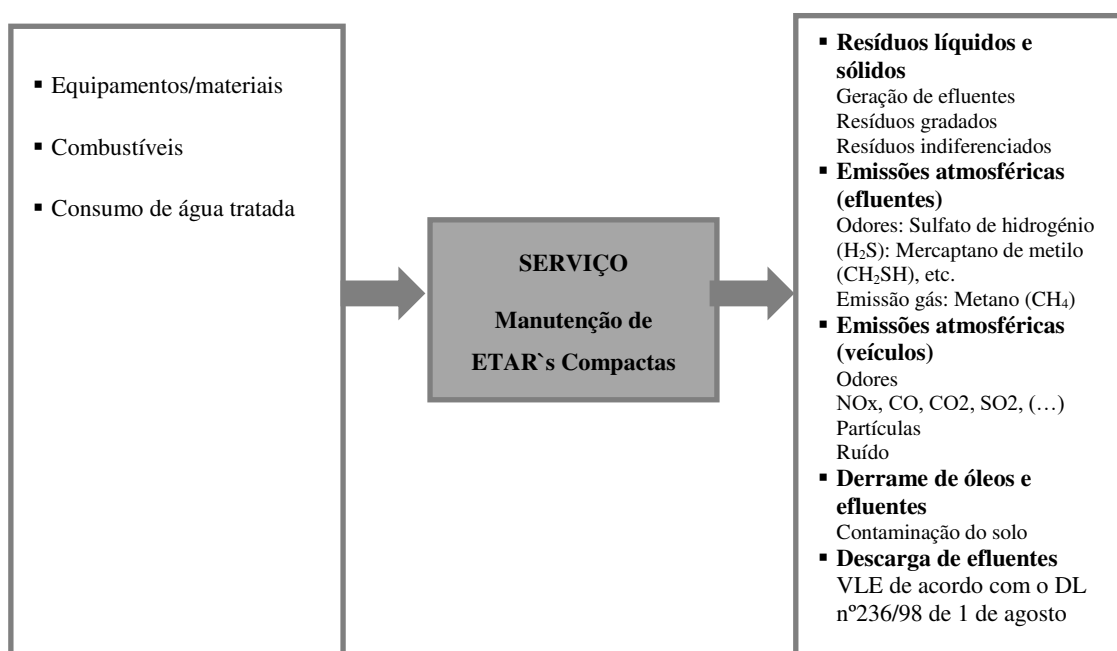 ▪ Equipamentos/materiais
▪ Combustíveis
▪ Consumo de água tratada
SERVIÇO
Manutenção de
ETAR`s Compactas
▪ Resíduos líquidos e
sólidos
Geração de efluentes
Resíduos gradados
Resíduos indiferenciados
▪ Emissões atmosféricas
(efluentes)
Odores: Sulfato de hidrogénio
(H₂S): Mercaptano de metilo
(CH₂SH), etc.
Emissão gás: Metano (CH₄)
▪ Emissões atmosféricas
(veículos)
Odores
NOx, CO, CO2, SO2, (…)
Partículas
Ruído
▪ Derrame de óleos e
efluentes
Contaminação do solo
▪ Descarga de efluentes
VLE de acordo com o DL
nº236/98 de 1 de agosto